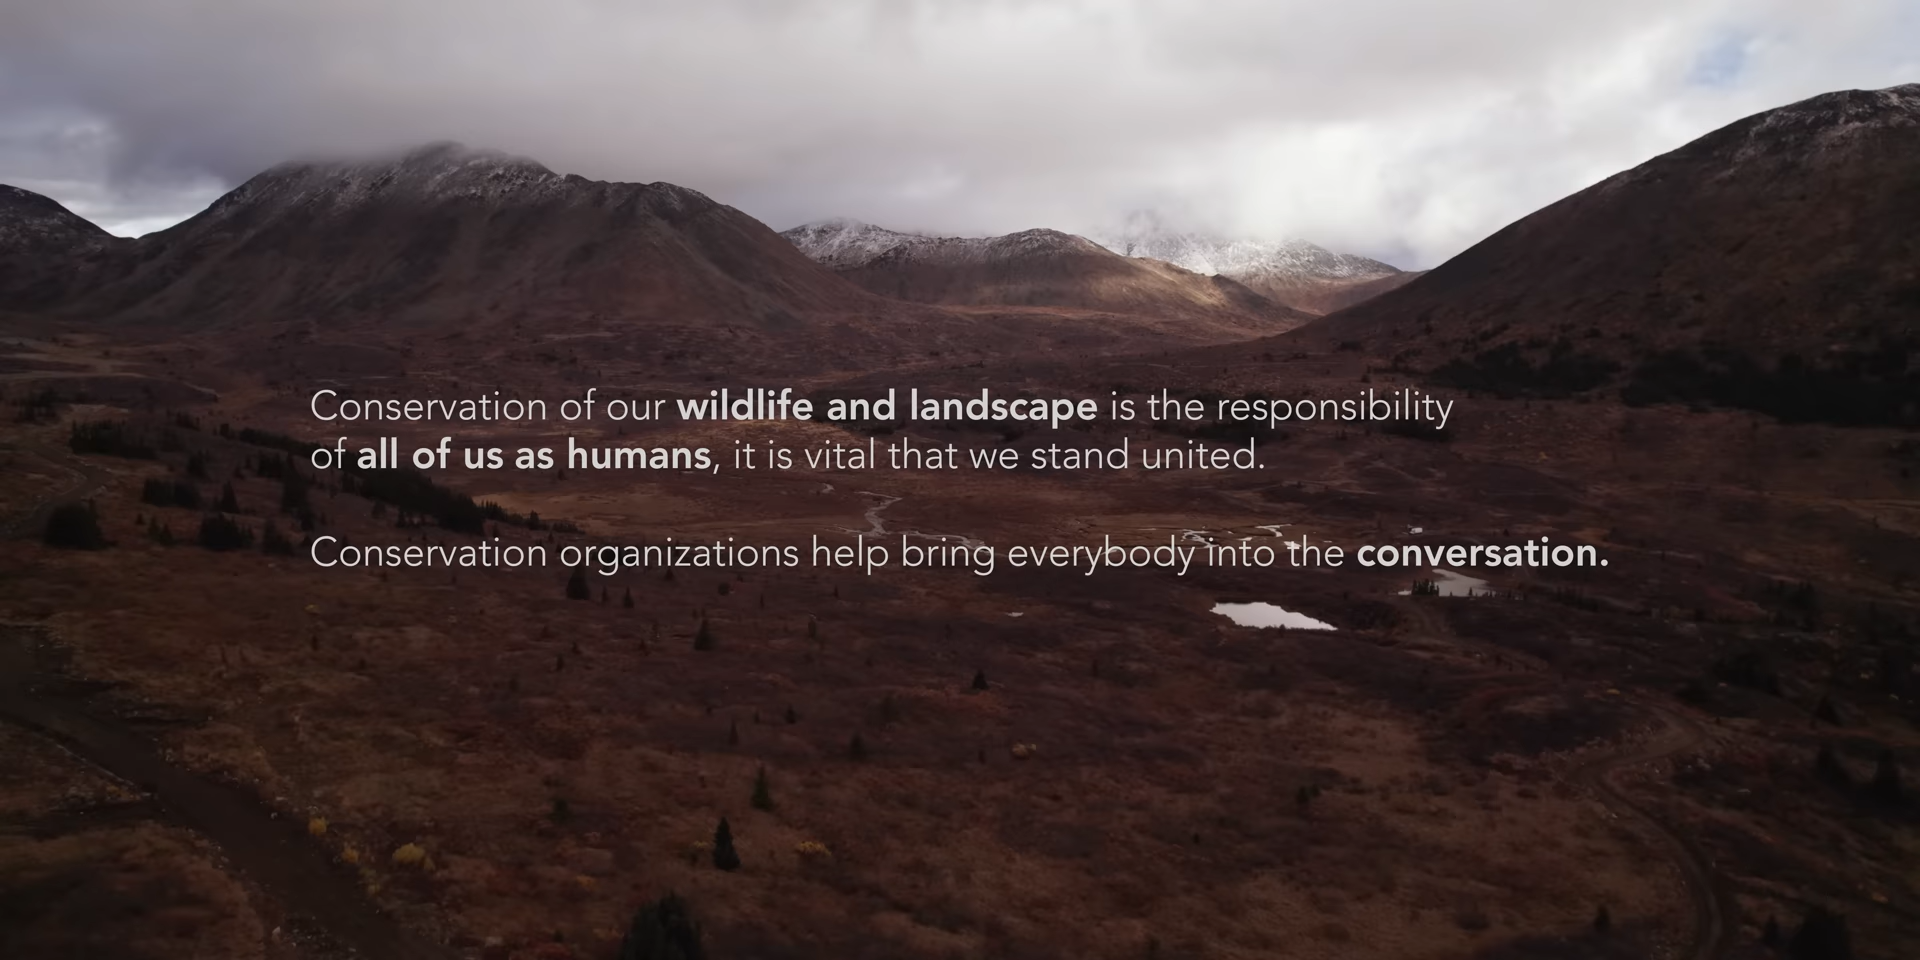 Conservation of our wildlife and landscape is the responsibility
of all of us as humans, it is vital that we stand united.
Conservation organizations help bring everybody into the conversation.